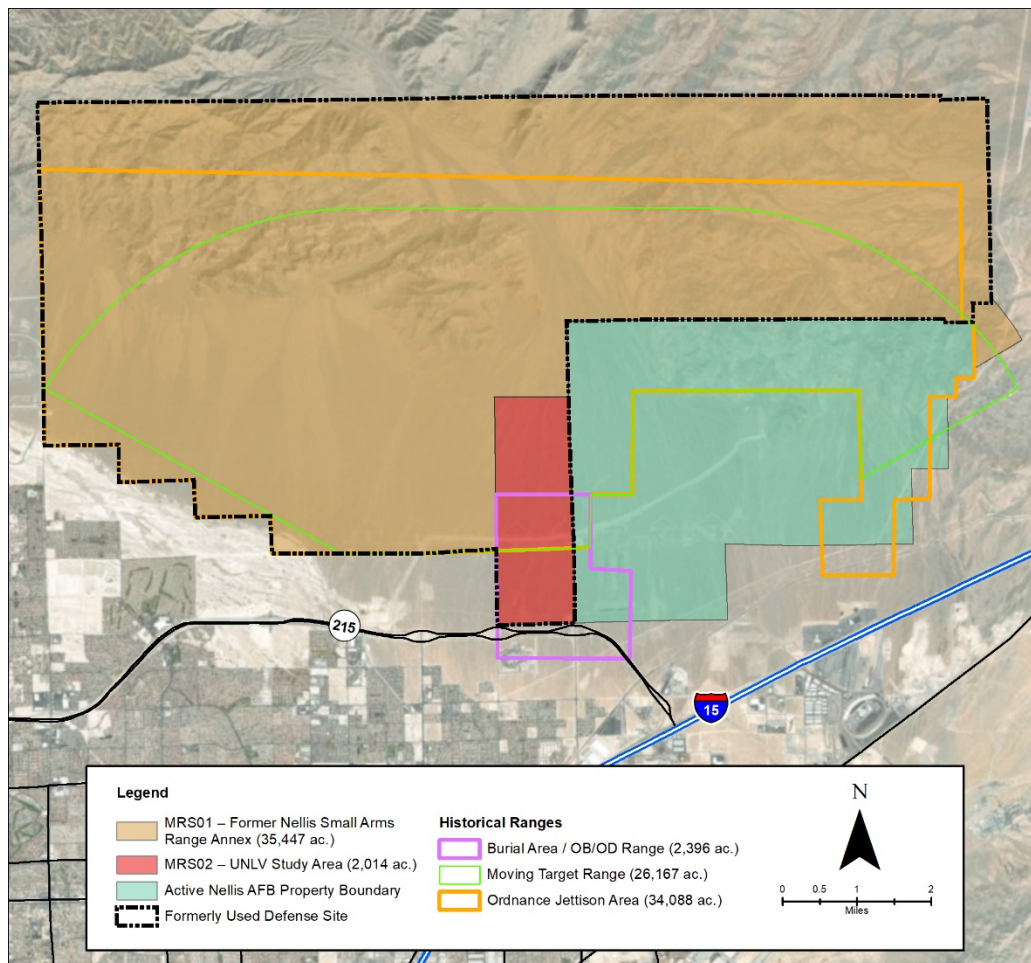 215
15
Legend
MRS01 – Former Nellis Small Arms
Range Annex (35,447 ac.)
MRS02 – UNLV Study Area (2,014 ac.)
Active Nellis AFB Property Boundary
Formerly Used Defense Site
Historical Ranges
Burial Area / OB/OD Range (2,396 ac.)
Moving Target Range (26,167 ac.)
Ordnance Jettison Area (34,088 ac.)
N
0 0.5 1 2
Miles